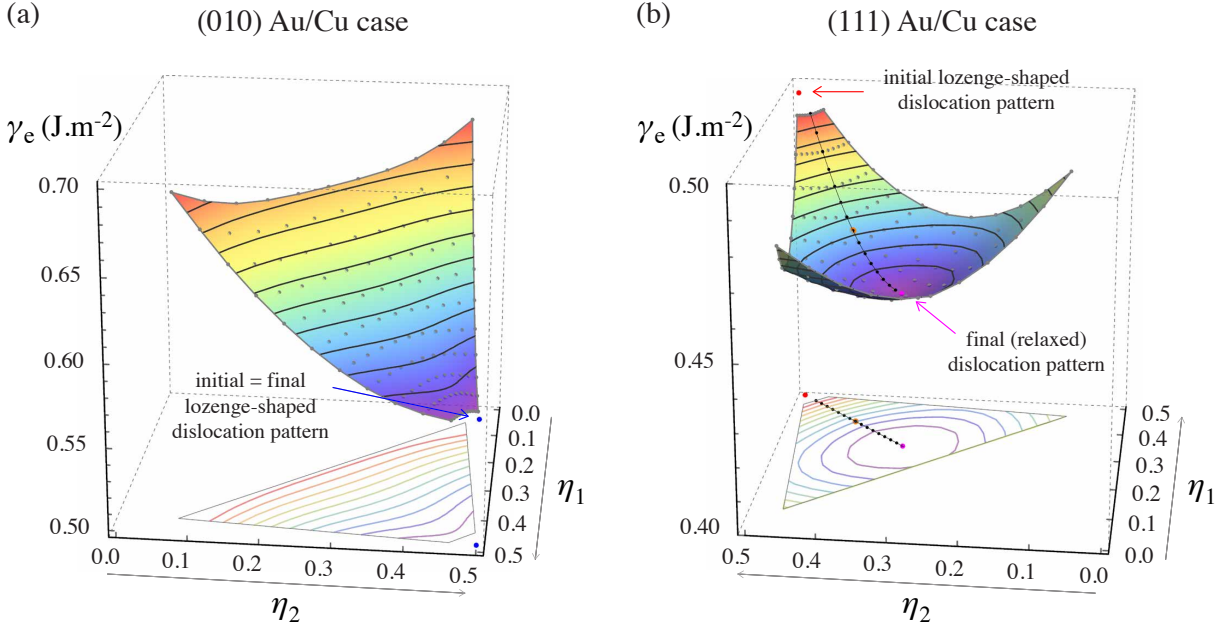 (a)
(010) Au/Cu case
γe (J.m-2)
0.70
0.65
0.60
0.55
0.50
initial = final
lozenge-shaped
dislocation pattern
0.0
0.1
0.2
0.3
0.4
0.5
η1
0.0
0.1
0.2
0.3
0.4
0.5
η2
(b)
(111) Au/Cu case
γe (J.m-2)
initial lozenge-shaped
dislocation pattern
0.50
0.45
0.40
final (relaxed)
dislocation pattern
0.5
0.4
0.3
0.2
0.1
0.0
η1
0.5
0.4
0.3
0.2
0.1
0.0
η2